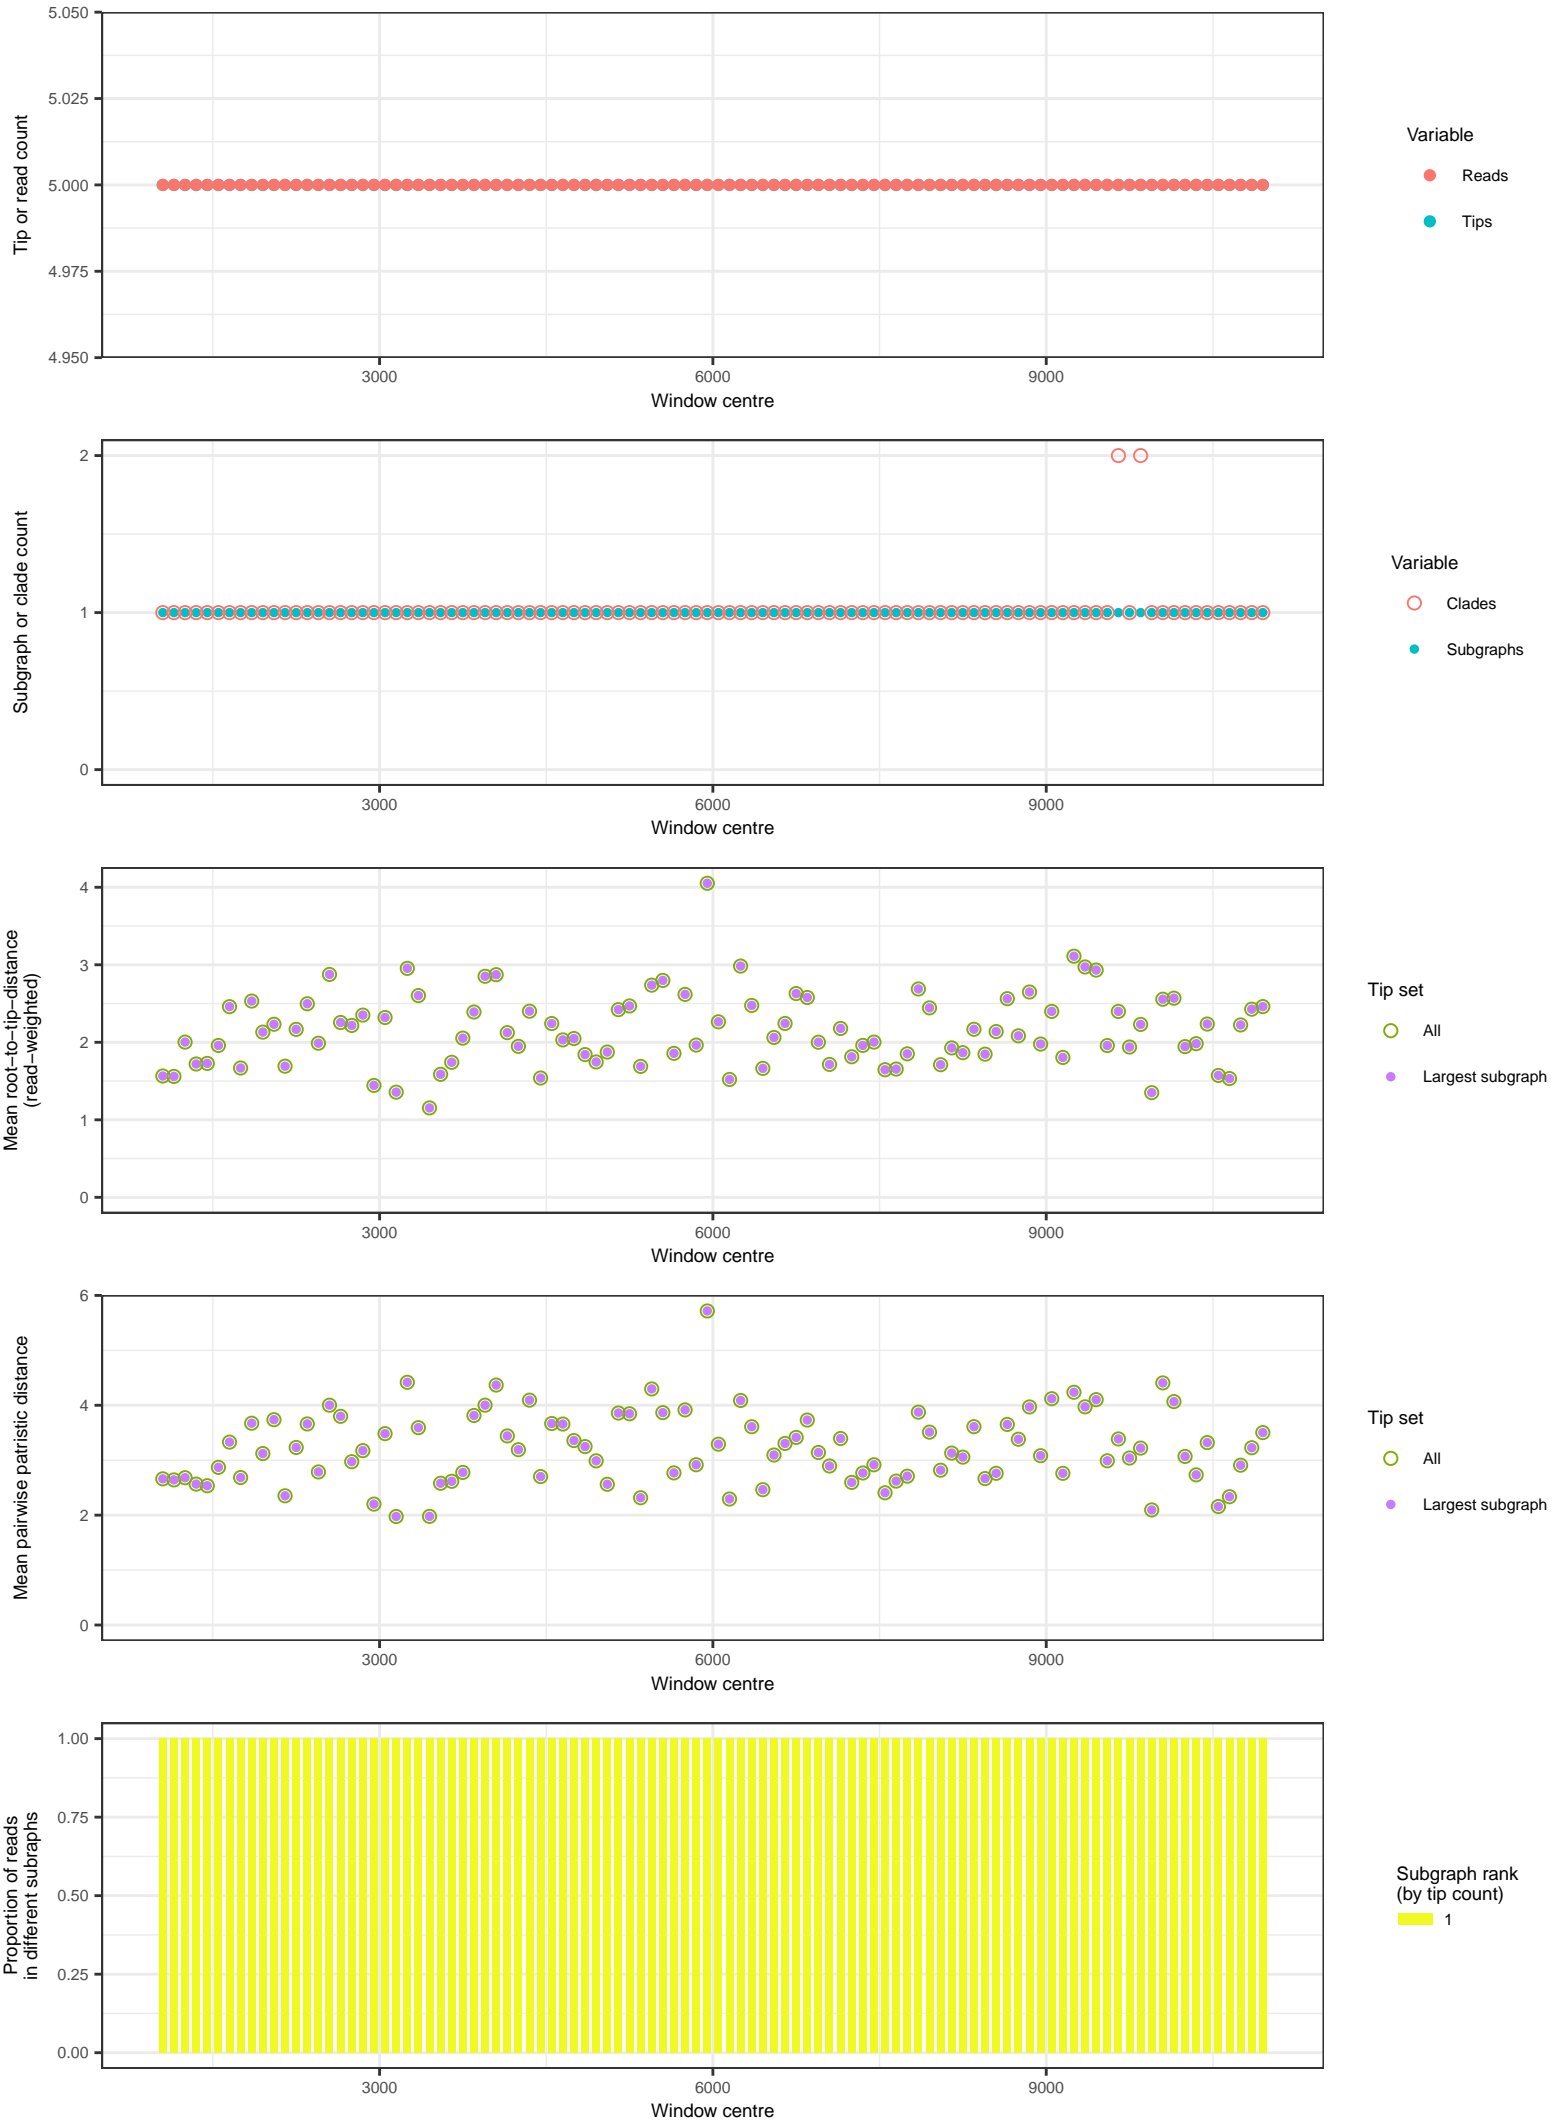 5.050
5.025
5.000
4.975
4.950
Tip or read count
3000
6000
9000
Window centre
Variable
Reads
Tips
2
1
0
Subgraph or clade count
3000
6000
9000
Window centre
Variable
Clades
Subgraphs
4
3
2
1
0
Mean root−to−tip−distance
(read−weighted)
3000
6000
9000
Window centre
Tip set
All
Largest subgraph
6
4
2
0
Mean pairwise patristic distance
3000
6000
9000
Window centre
Tip set
All
Largest subgraph
1.00
0.75
0.50
0.25
0.00
Proportion of reads
in different subraphs
3000
6000
9000
Window centre
Subgraph rank
(by tip count)
1